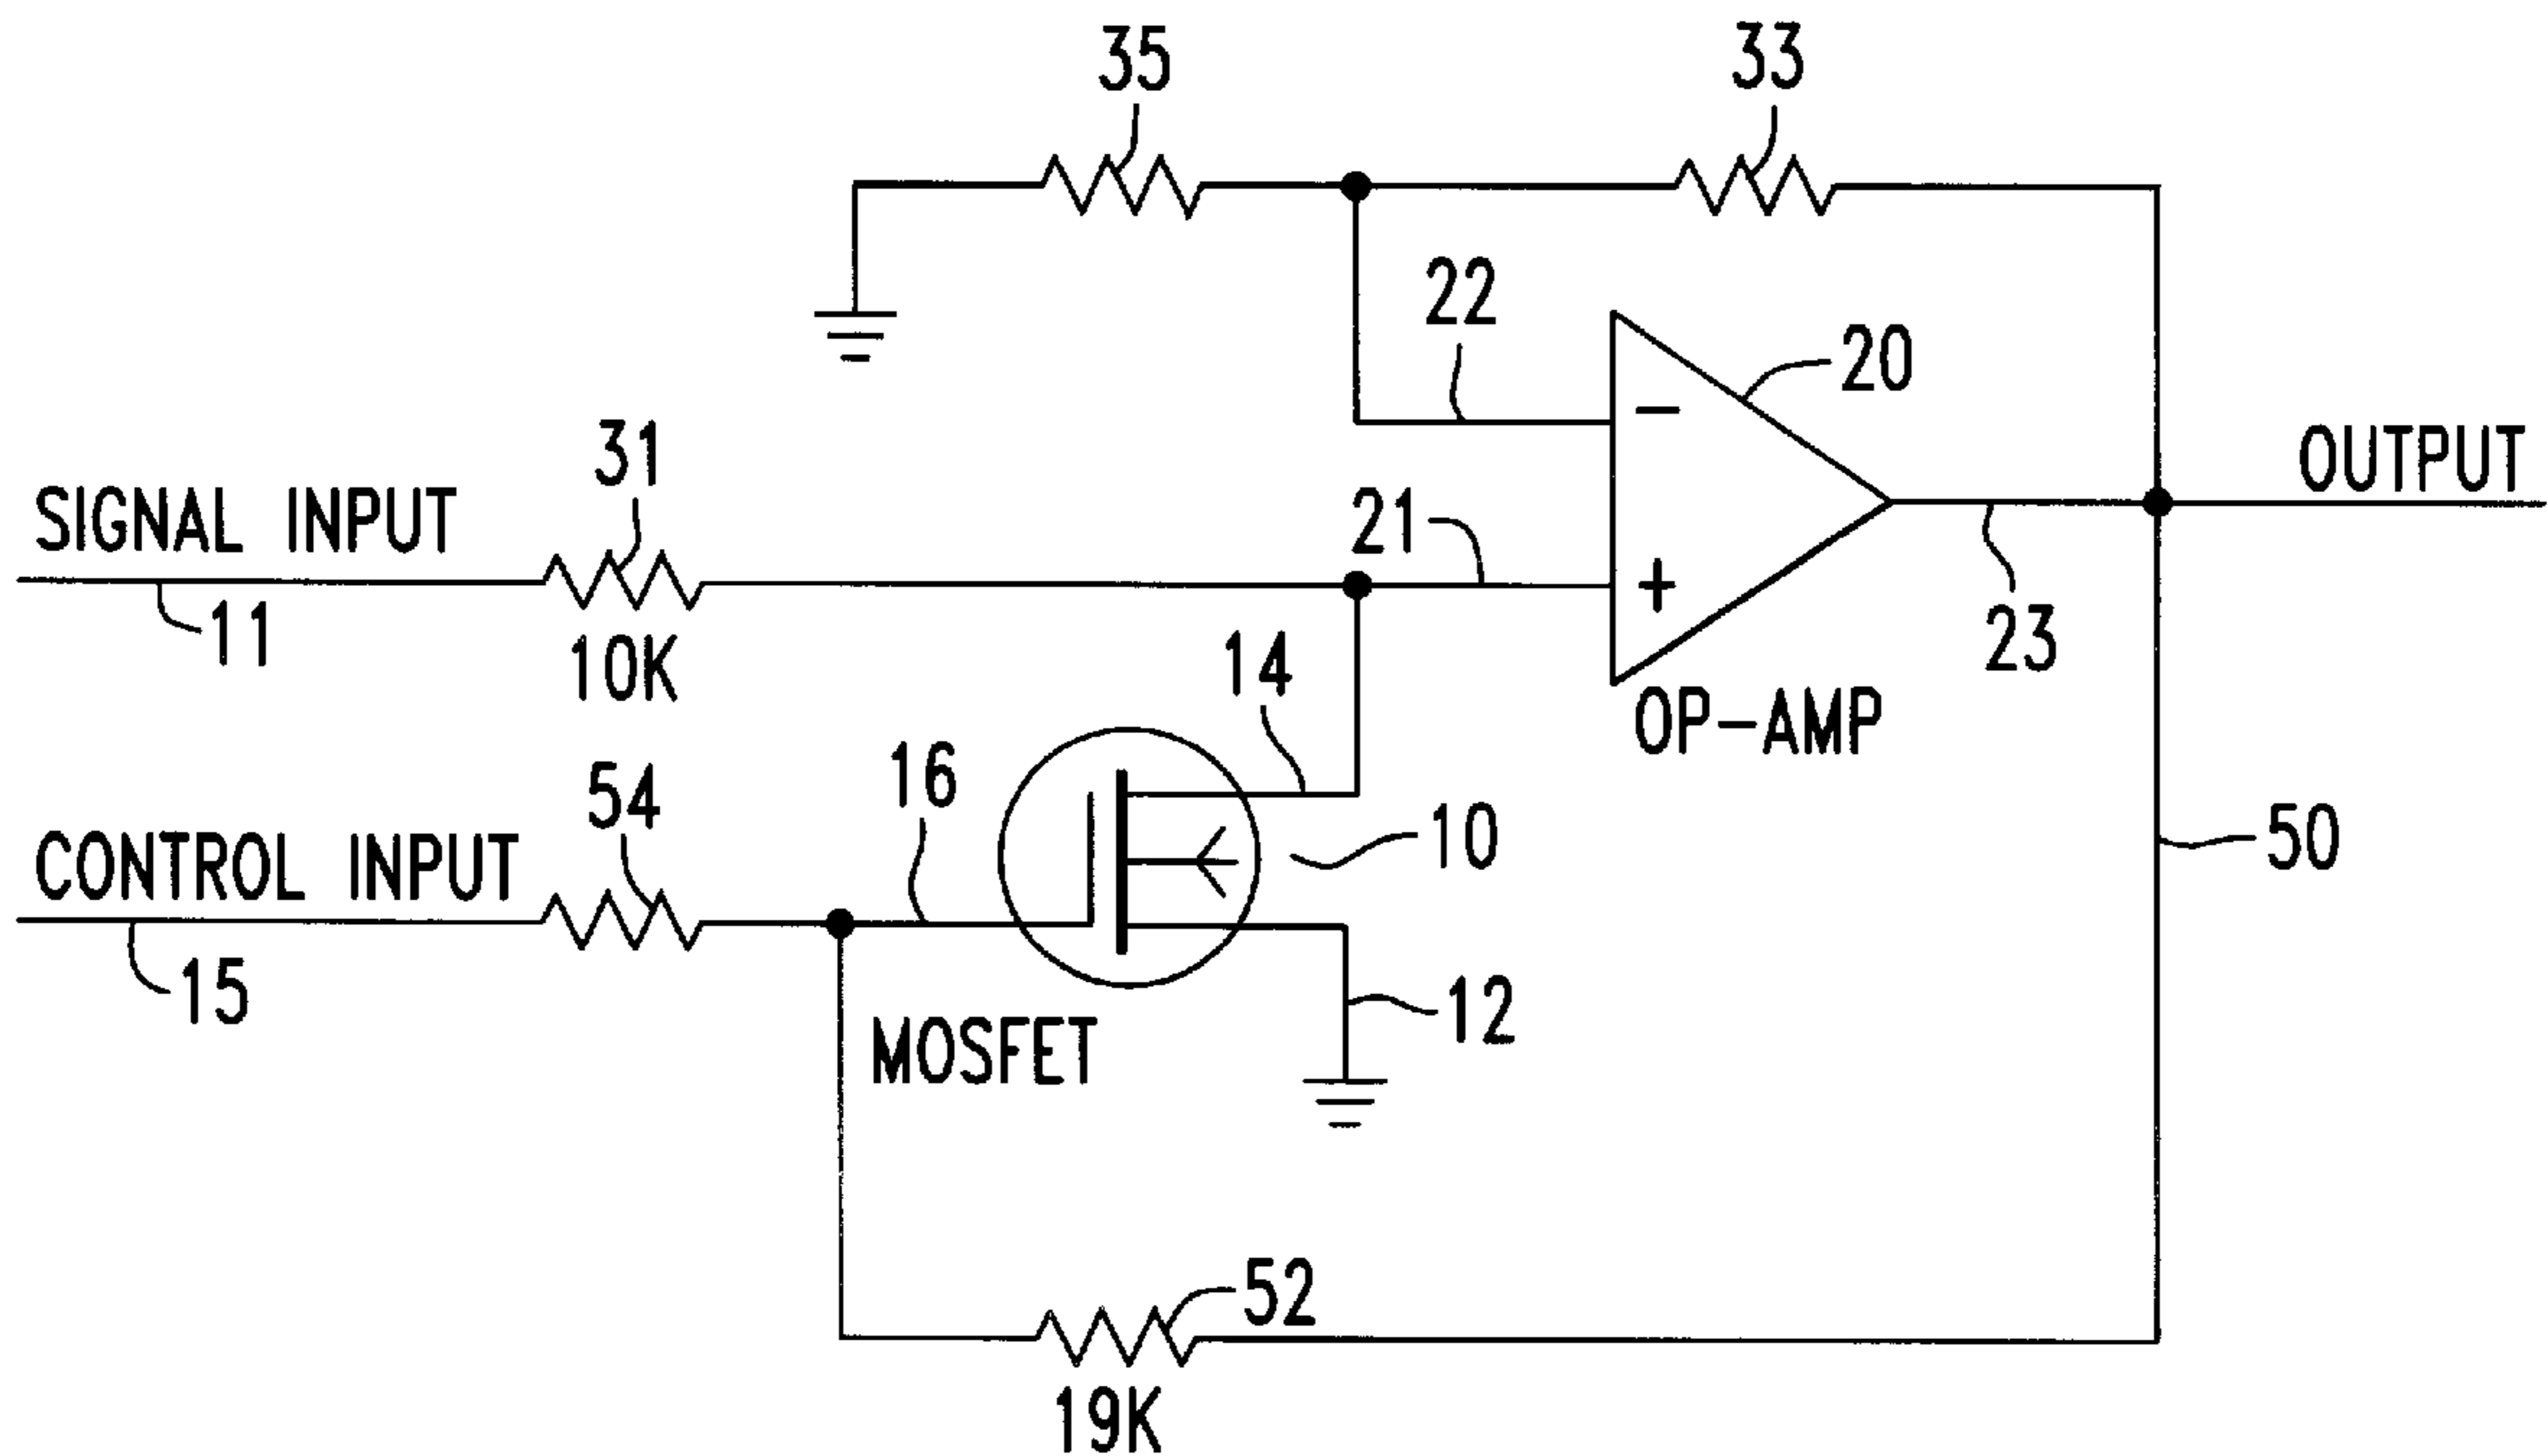 35
33
22
20
31
SIGNAL INPUT
21
OUTPUT
11
10K
14
23
OP-AMP
16
54
10
50
CONTROL INPUT
15
MOSFET
12
52
19K
−
+